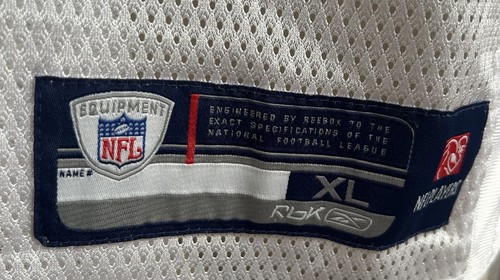 EQUIPMENT
NFL
NAME #
ENGINEERED BY REEBOK TO THE
EXACT SPECIFICATIONS OF THE
NATIONAL FOOTBALL LEAGUE
XL
RBK
NFLPLAYERS